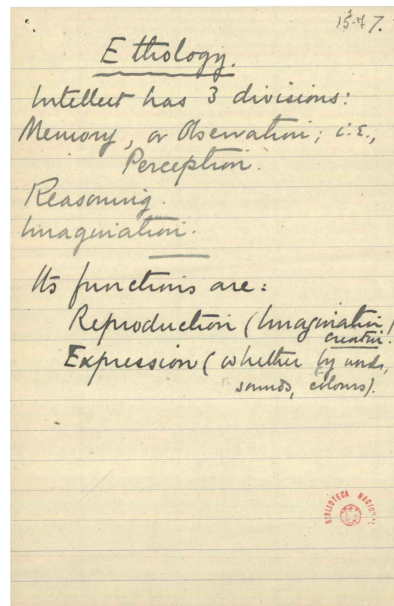 15-47.
Ethology.
Intellect has 3 divisions:
Memory, or Observation; i.e.,
Perception.
Reasoning.
Imagination.
Its functions are:
Reproduction (Imagination)
creation.
Expression (whether by words,
sounds, colours).
BIBLIOTECA NACIONAL